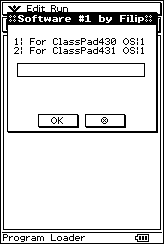 Edit Run
Software #1 by Filip
1: For ClassPad430 OS:1
2: For ClassPad431 OS:1
OK
Program Loader